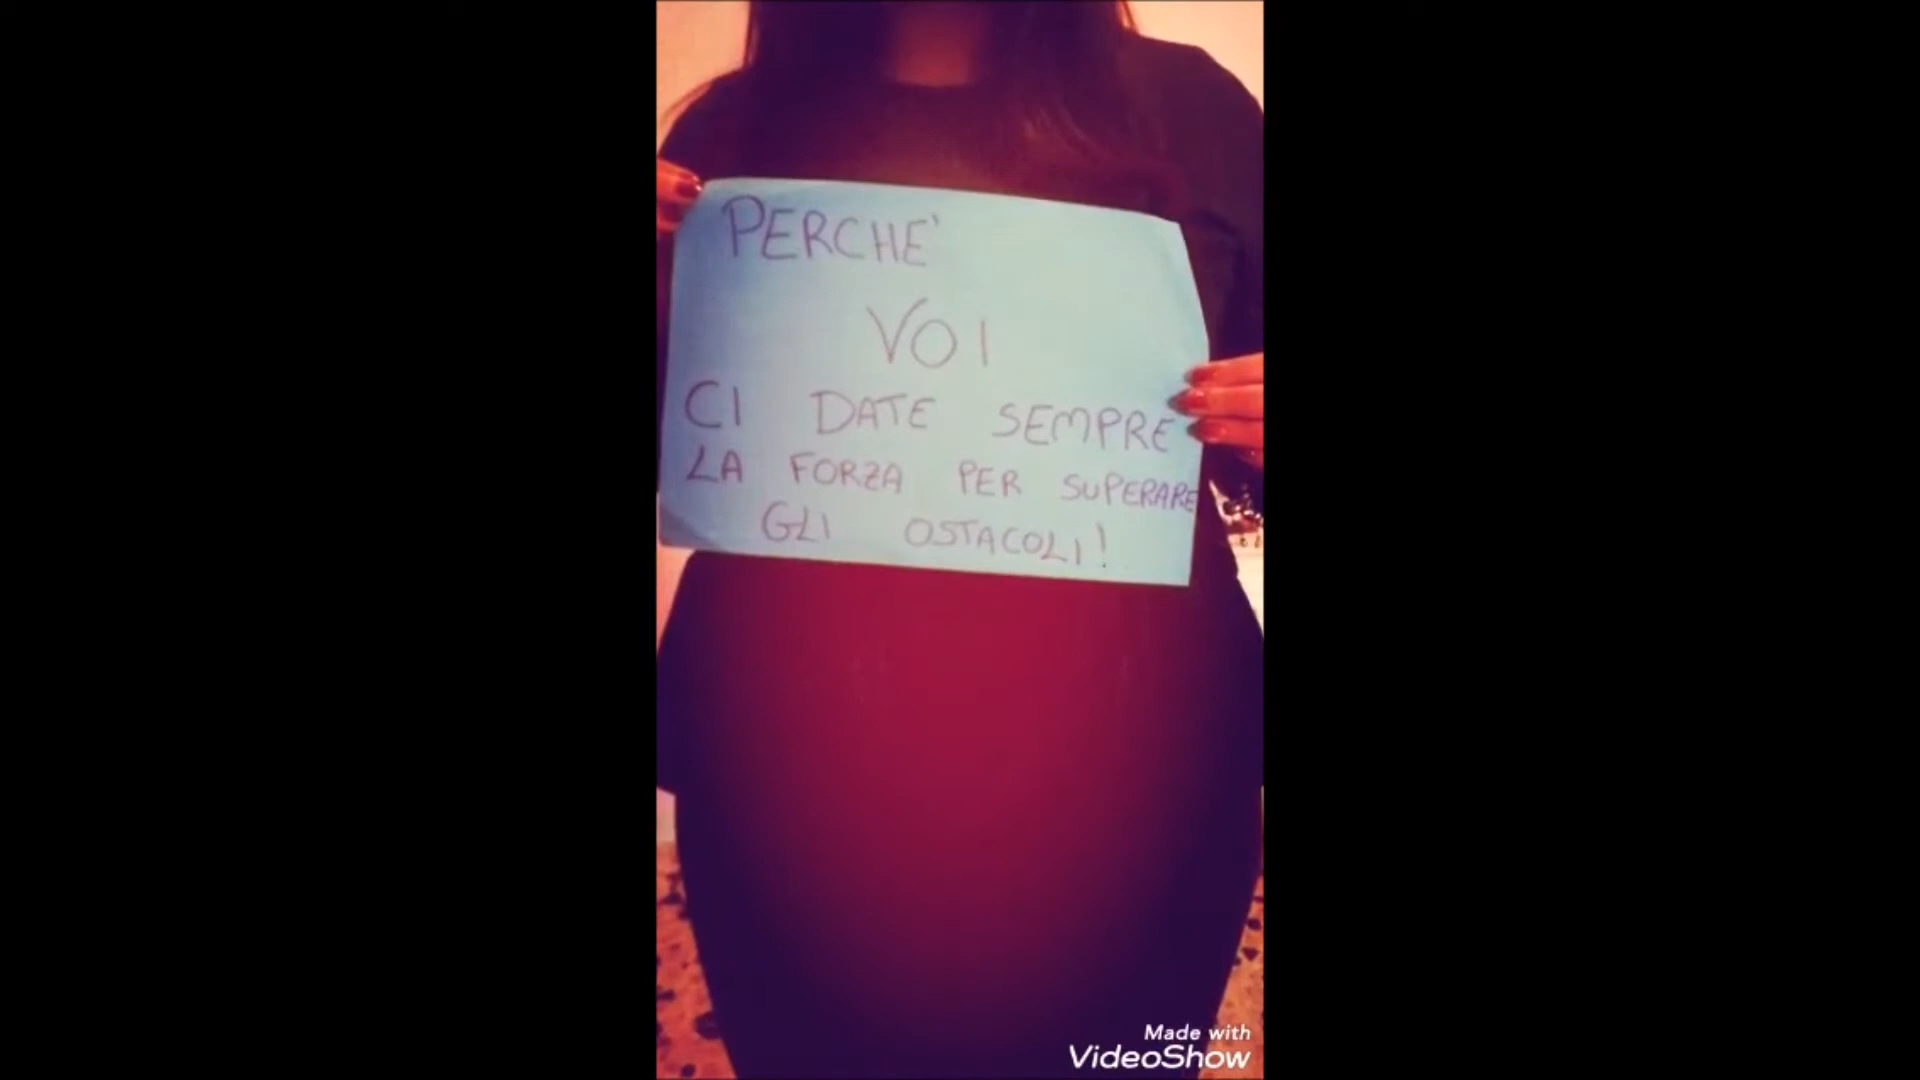 PERCHE'
VOI
CI DATE SEMPRE
LA FORZA PER SUPERARE
GLI OSTACOLI!
Made with
VideoShow